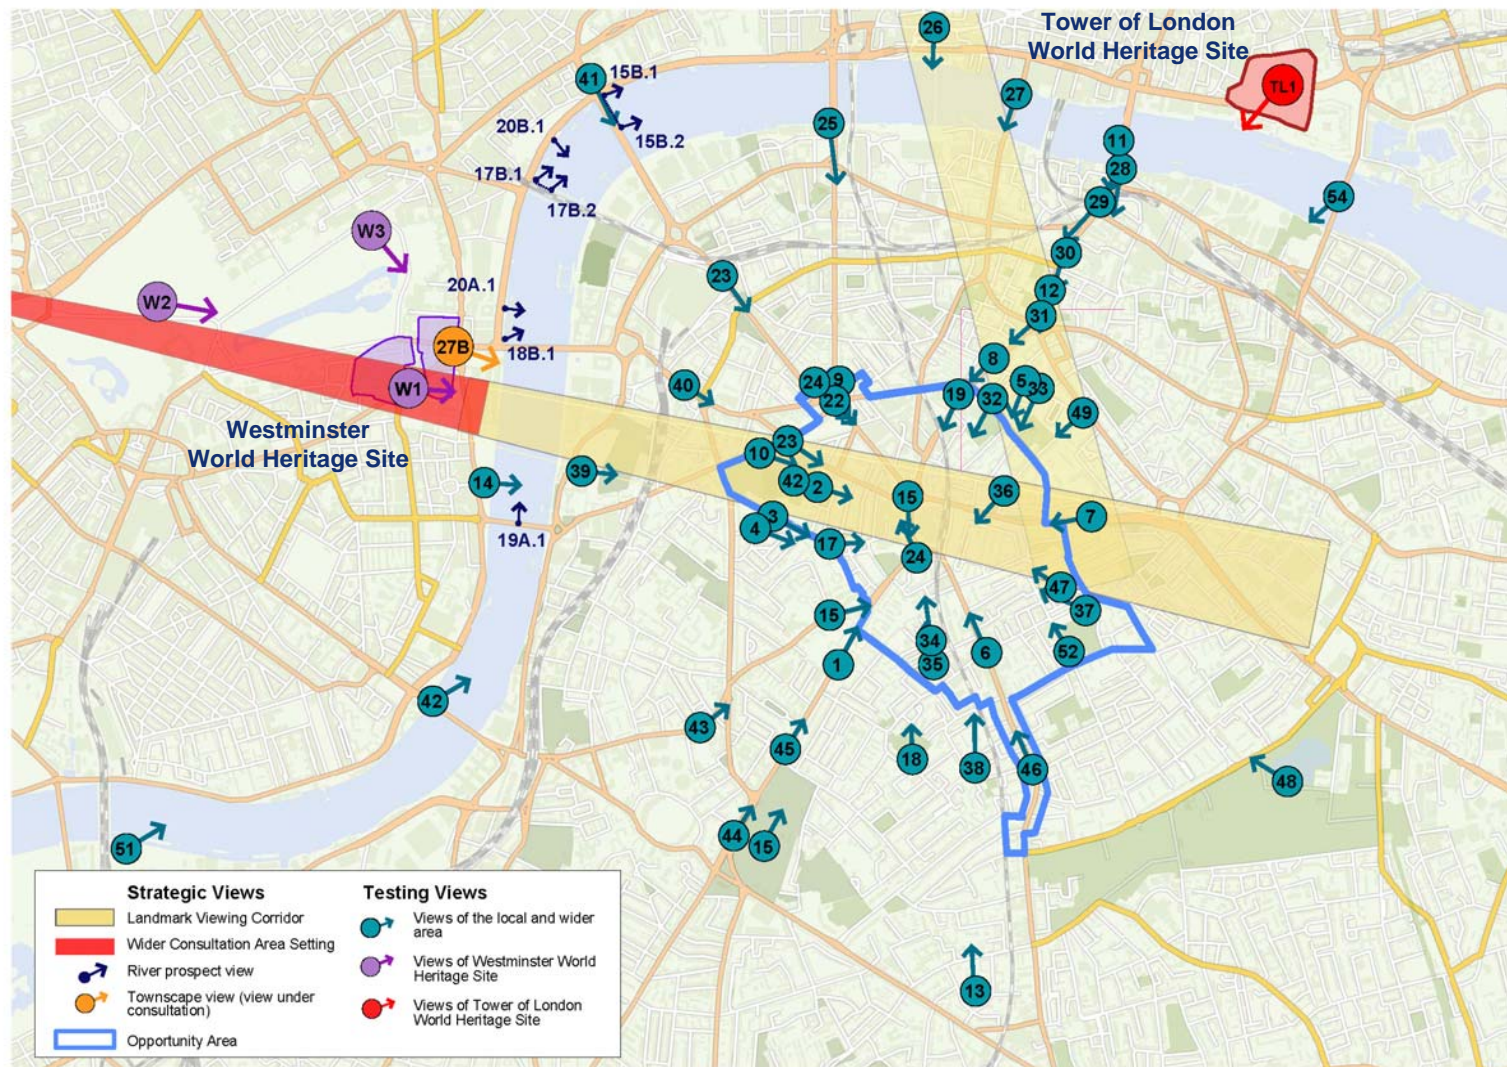 26
Tower of London
World Heritage Site
41
15B.1
27
TL1
25
20B.1
15B.2
11
28
17B.1
17B.2
29
54
W3
30
23
20A.1
12
W2
31
27B
18B.1
8
W1
40
24
9
22
19
5
33
32
49
Westminster
World Heritage Site
23
10
14
39
42
2
15
36
3
4
7
19A.1
17
24
47
15
37
34
1
35
6
52
42
43
45
18
38
46
48
44
15
51
13
Strategic Views
Landmark Viewing Corridor
Wider Consultation Area Setting
River prospect view
Townscape view (view under
consultation)
Opportunity Area
Testing Views
Views of the local and wider
area
Views of Westminster World
Heritage Site
Views of Tower of London
World Heritage Site